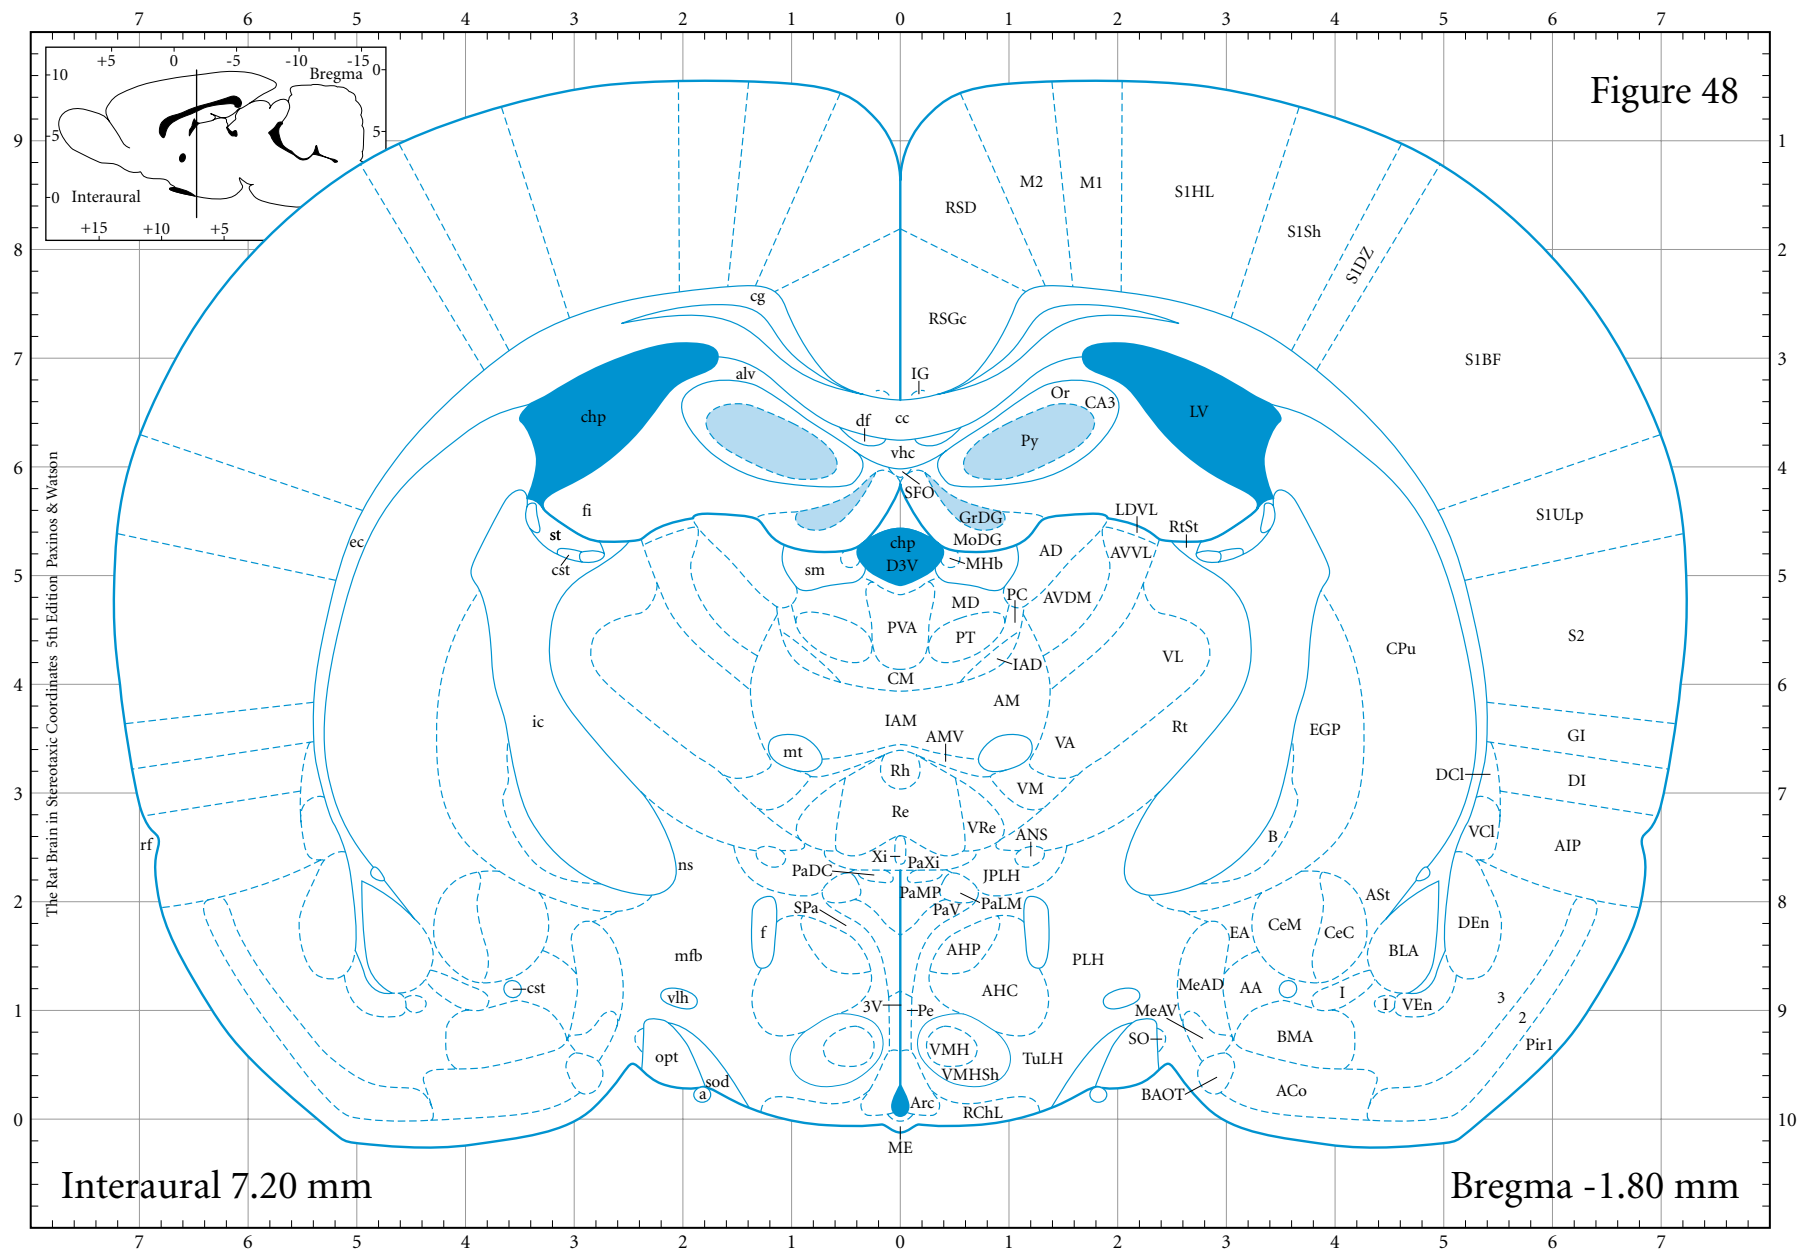 7 6 5 4 3 2 1 0 1 2 3 4 5 6 7
+5 0 -5 -10 -15
Bregma
10 0
5 5
0 Interaural
+15 +10 +5
Figure 48
9 1
8 2
7 3
6 4
5 5
4 6
3 7
2 8
1 9
0 10
The Rat Brain in Stereotaxic Coordinates 5th Edition Paxinos & Watson
M2 M1 S1HL
RSD
S1Sh
S1DZ
cg
RSGc
S1BF
alv IG
Or CA3
chp df cc LV
Py
vhc
SFO
fi GrDG LDVL S1ULp
RtSt
ec st chp MoDG AD AVVL
cst sm D3V MHb
MD PC AVDM
PVA PT S2
CPu
IAD VL
CM
AM
ic IAM Rt EGP GI
mt AMV VA
Rh DCl DI
VM
Re
VRe ANS B VCl
rf AIP
Xi PaXi
ns PaDC JPLH
PaMP ASt
SPa PaV PaLM
f CeM CeC DEn
EA
AHP BLA
mfb PLH
MeAD AA
cst vlh AHC I 3
3V Pe MeAV I VEn
2
SO BMA Pir1
opt VMH TuLH
sod VMHSh
a BAOT ACo
Arc RChL
ME
Interaural 7.20 mm
Bregma -1.80 mm
7 6 5 4 3 2 1 0 1 2 3 4 5 6 7